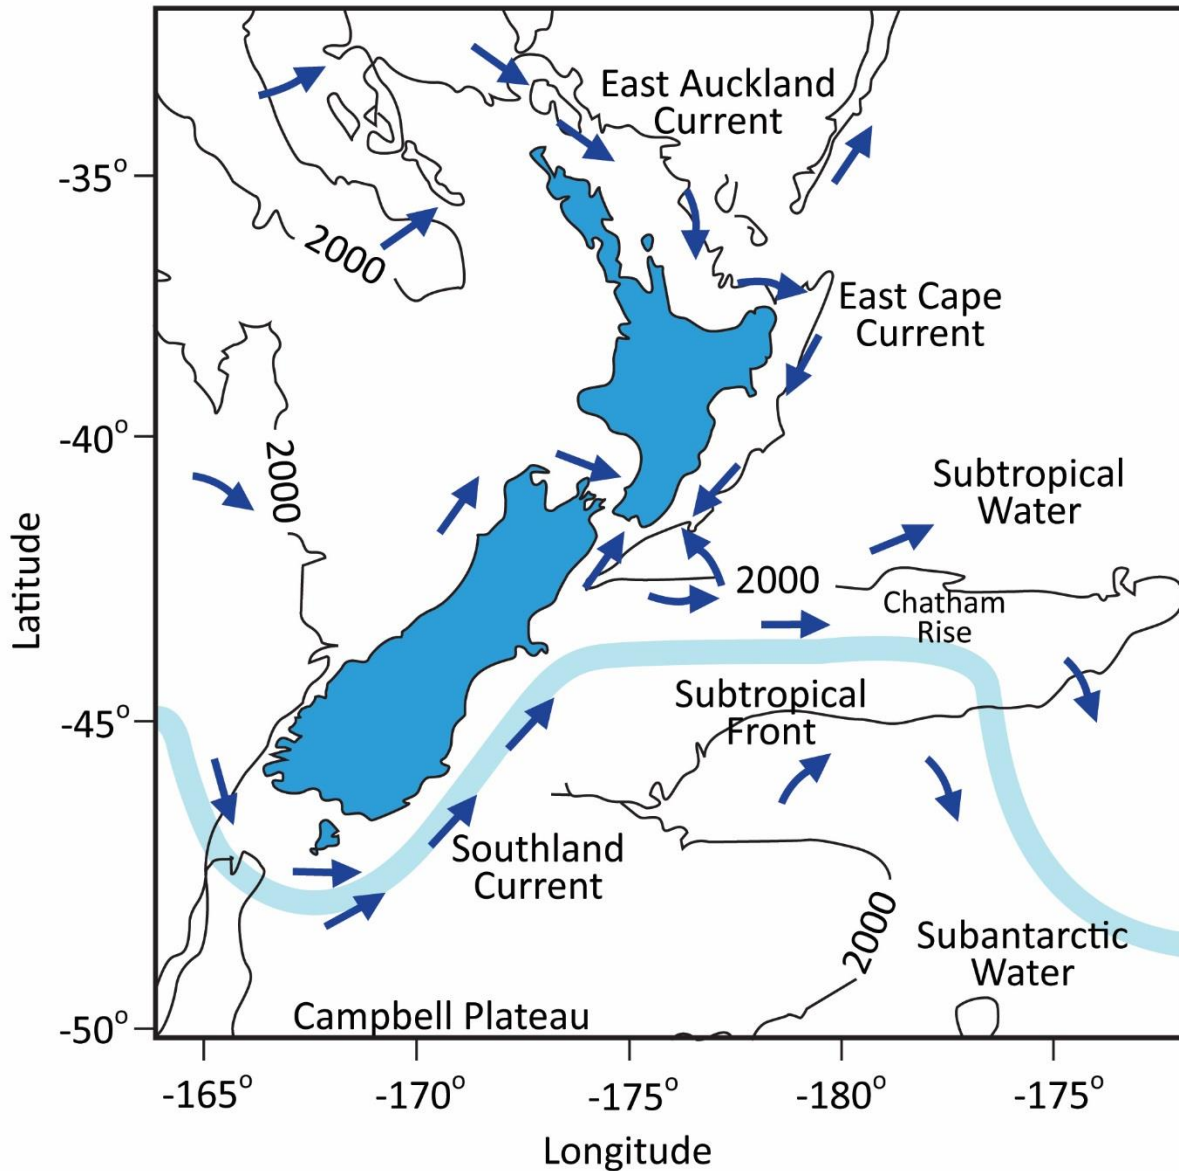 East Auckland
Current
-35°
2000
East Cape
Current
-40°
2000
Subtropical
Water
2000
Chatham
Rise
Latitude
Subtropical
Front
-45°
Southland
Current
2000
Subantarctic
Water
Campbell Plateau
-50°
-165° -170° -175° -180° -175°
Longitude